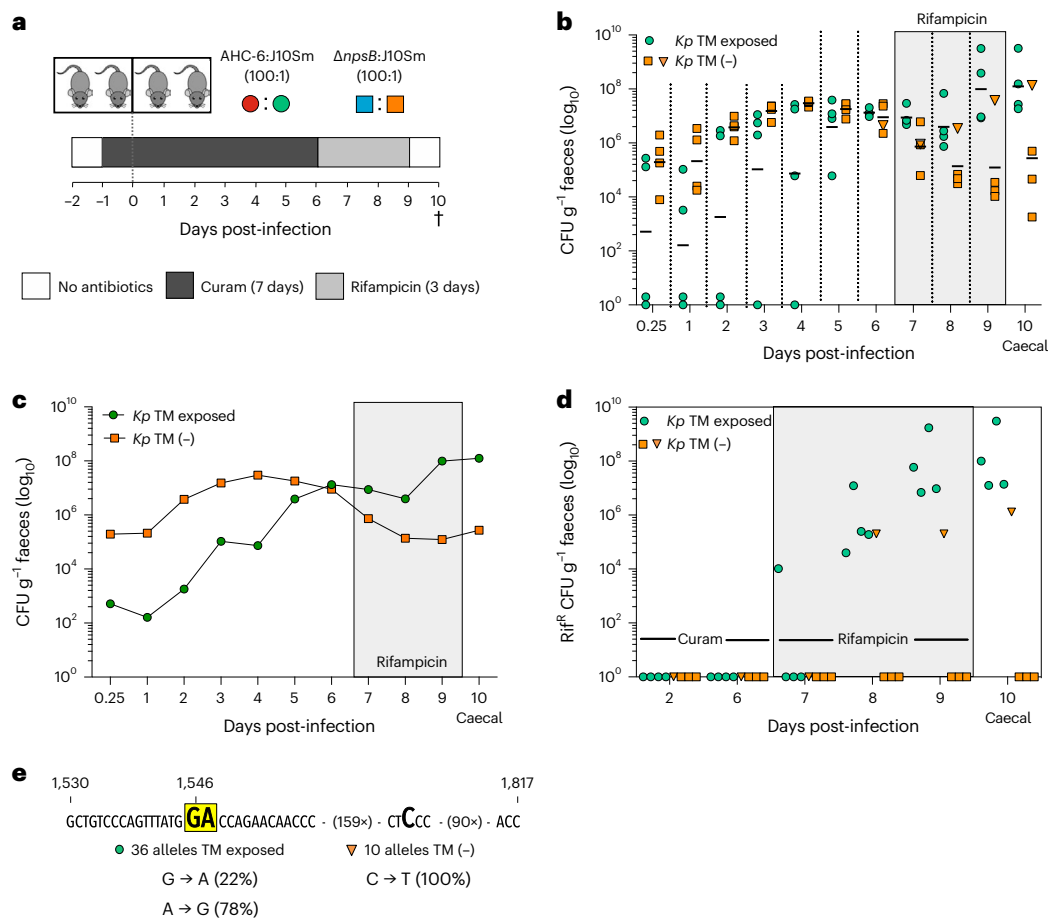 a
AHC-6:J10Sm
(100:1)
ΔnpsB:J10Sm
(100:1)
:
:
−2 −1 0 1 2 3 4 5 6 7 8 9 10
†
Days post-infection
No antibiotics
Curam (7 days)
Rifampicin (3 days)
b
Rifampicin
Kp TM exposed
Kp TM (–)
CFU g⁻¹ faeces (log₁₀)
10¹⁰
10⁸
10⁶
10⁴
10²
10⁰
0.25 1 2 3 4 5 6 7 8 9 10
Caecal
Days post-infection
c
Kp TM exposed
Kp TM (–)
CFU g⁻¹ faeces (log₁₀)
10¹⁰
10⁸
10⁶
10⁴
10²
10⁰
Rifampicin
0.25 1 2 3 4 5 6 7 8 9 10
Caecal
Days post-infection
d
Kp TM exposed
Kp TM (–)
Rifᴿ CFU g⁻¹ faeces (log₁₀)
10¹⁰
10⁸
10⁶
10⁴
10²
10⁰
Curam
Rifampicin
2 6 7 8 9 10
Caecal
Days post-infection
e
1,530 1,546 1,817
GCTGTCCCAGTTTATG GA CCAGAACAACCC - (159×) - CTCCC - (90×) - ACC
36 alleles TM exposed
10 alleles TM (–)
G → A (22%)
C → T (100%)
A → G (78%)